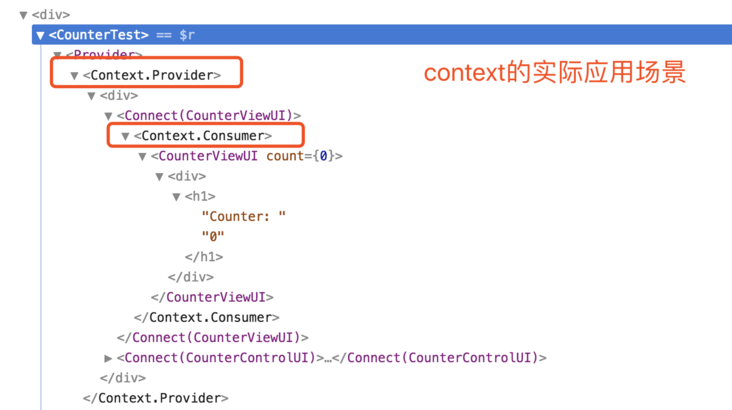 ▼<div>
▼<CounterTest> == $r
▼<Provider>
▼<Context.Provider>
context的实际应用场景
▼<div>
▼<Connect(CounterViewUI)>
▼<Context.Consumer>
▼<CounterViewUI count={0}>
▼<div>
▼<h1>
"Counter: "
"0"
</h1>
</div>
</CounterViewUI>
</Context.Consumer>
</Connect(CounterViewUI)>
▶<Connect(CounterControlUI)>…</Connect(CounterControlUI)>
</div>
</Context.Provider>